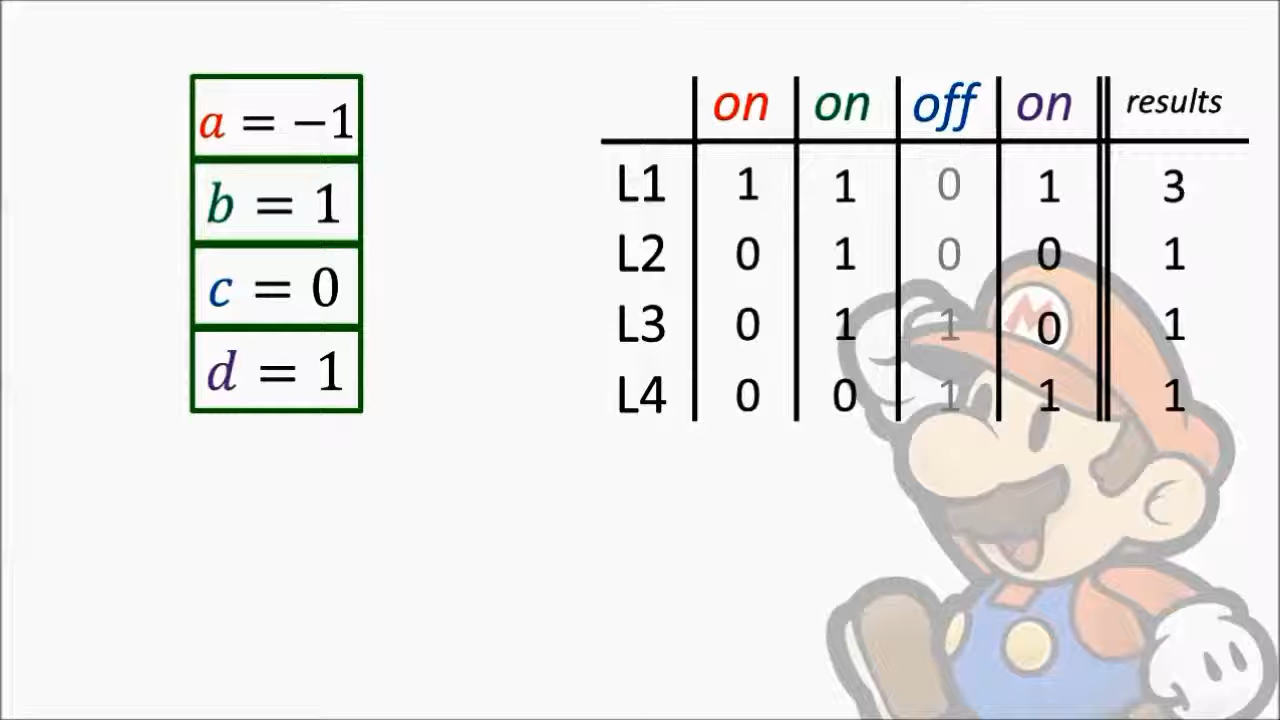 a = −1
b = 1
c = 0
d = 1
on on off on results
L1 1 1 0 1 3
L2 0 1 0 0 1
L3 0 1 1 0 1
L4 0 0 1 1 1
M